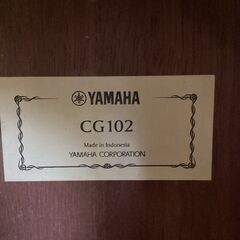 YAMAHA
CG102
Made in Indonesia
YAMAHA CORPORATION